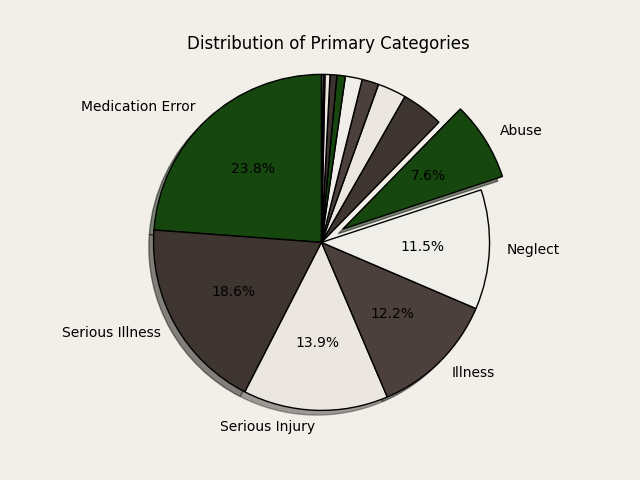 Distribution of Primary Categories
Medication Error
23.8%
Serious Illness
18.6%
Serious Injury
13.9%
Illness
12.2%
Neglect
11.5%
Abuse
7.6%